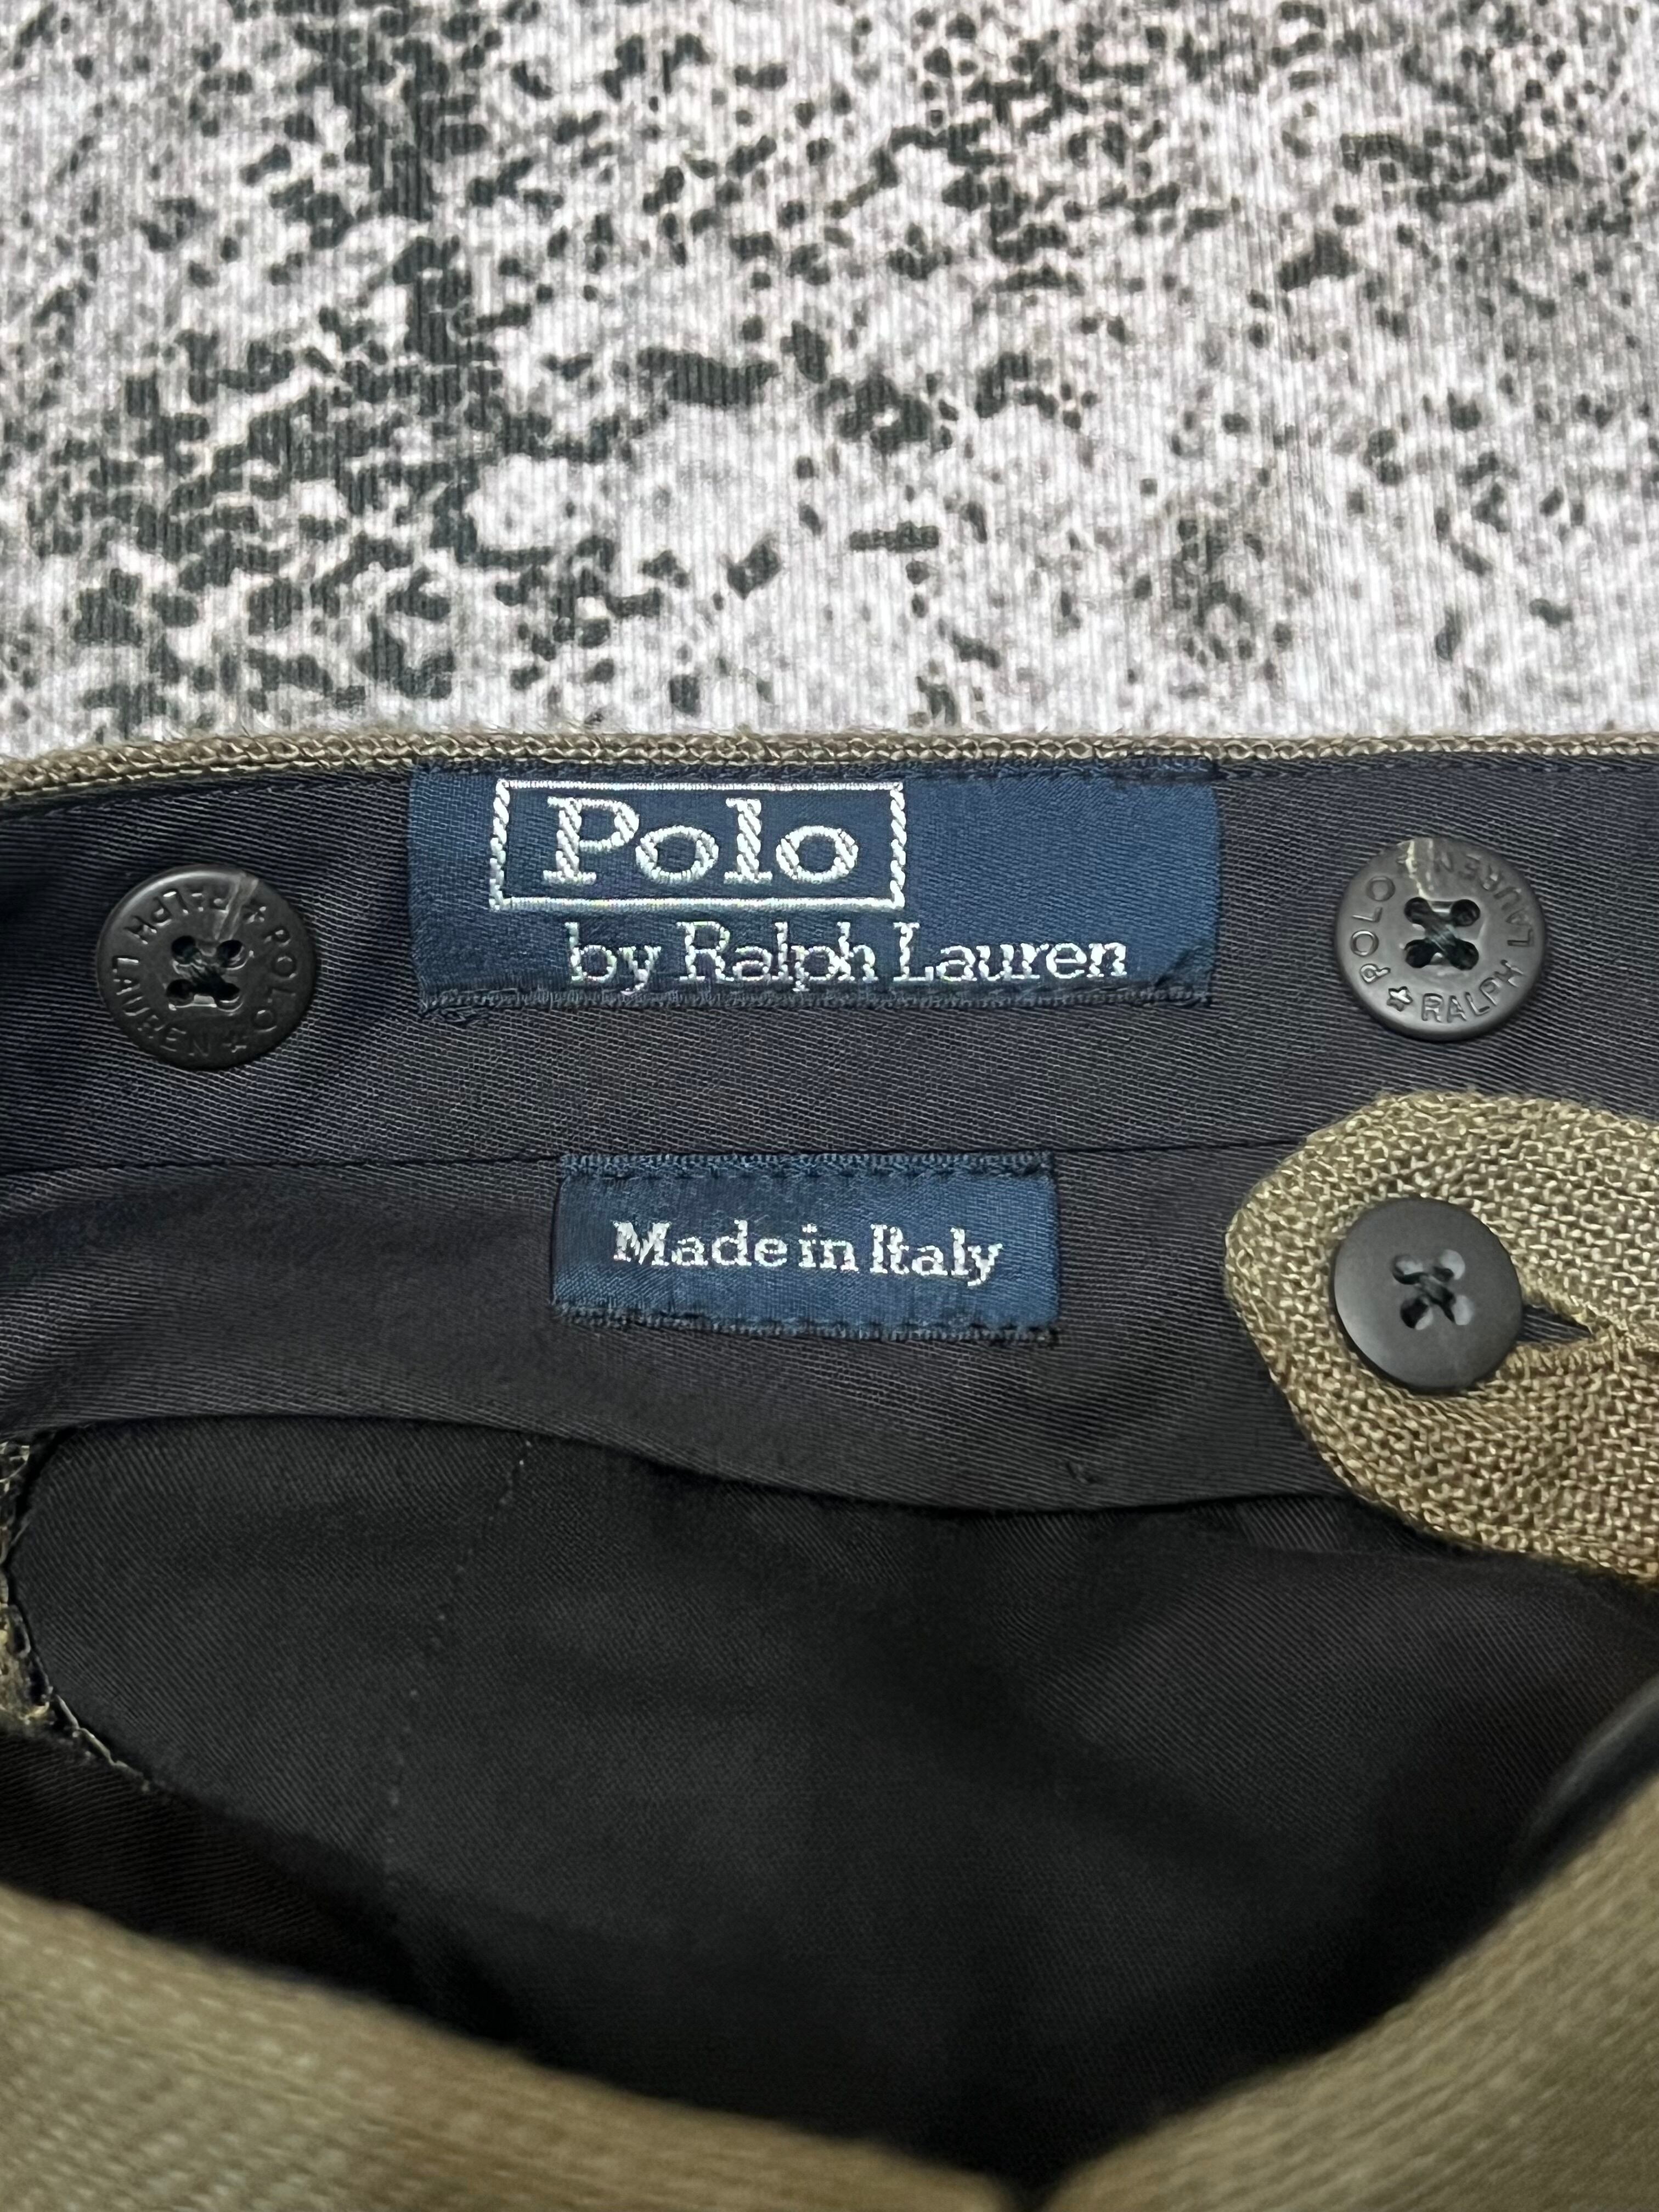 Polo
by Ralph Lauren
RALPH LAUREN ★ POLO ★
POLO ★ RALPH LAUREN ★
Made in Italy